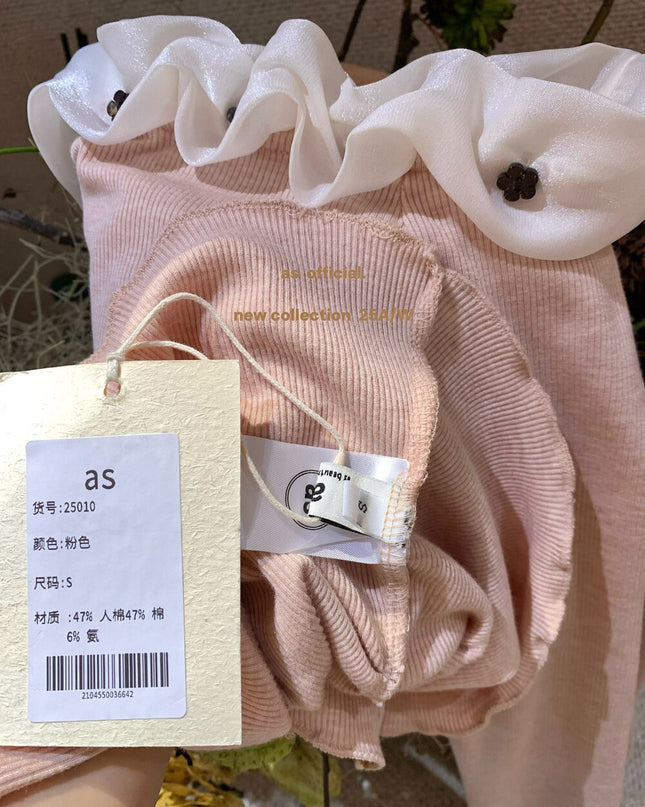 as official
new collection 25A/W
as
货号:25010
颜色:粉色
尺码:S
材质 :47% 人棉47% 棉
6% 氨
2104550036642
as
S